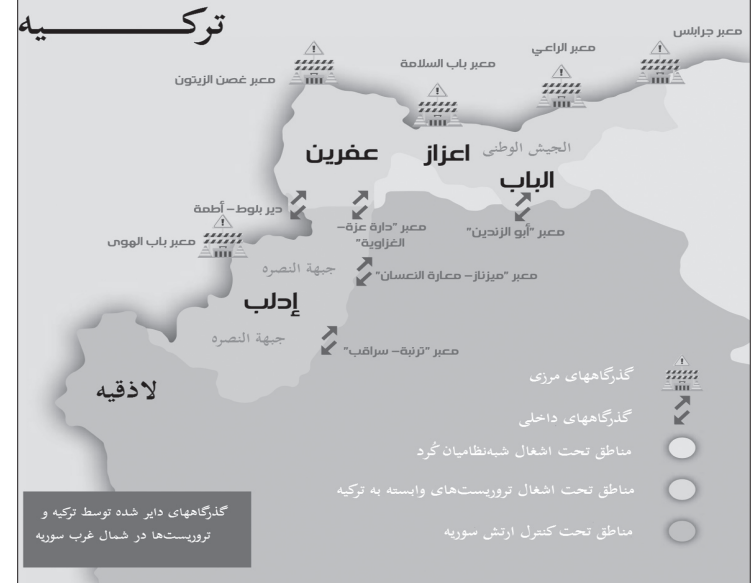 ترکیه
معبر جرابلس
معبر الراعي
معبر باب السلامة
معبر غصن الزيتون
الجيش الوطنی
اعزاز
عفرين
الباب
دير بلوط – أطمة
معبر "دارة عزة–
الغزاوية"
معبر "أبو الزندين"
معبر باب الهوى
جبهة النصره
معبر "ميزناز– معارة النعسان"
إدلب
جبهة النصره
معبر "ترنبة– سراقب"
لاذقیه
گذرگاههای مرزی
گذرگاههای داخلی
مناطق تحت اشغال شبه‌نظامیان کُرد
مناطق تحت اشغال تروریست‌های وابسته به ترکیه
مناطق تحت کنترل ارتش سوریه
گذرگاههای دایر شده توسط ترکیه و
تروریست‌ها در شمال غرب سوریه